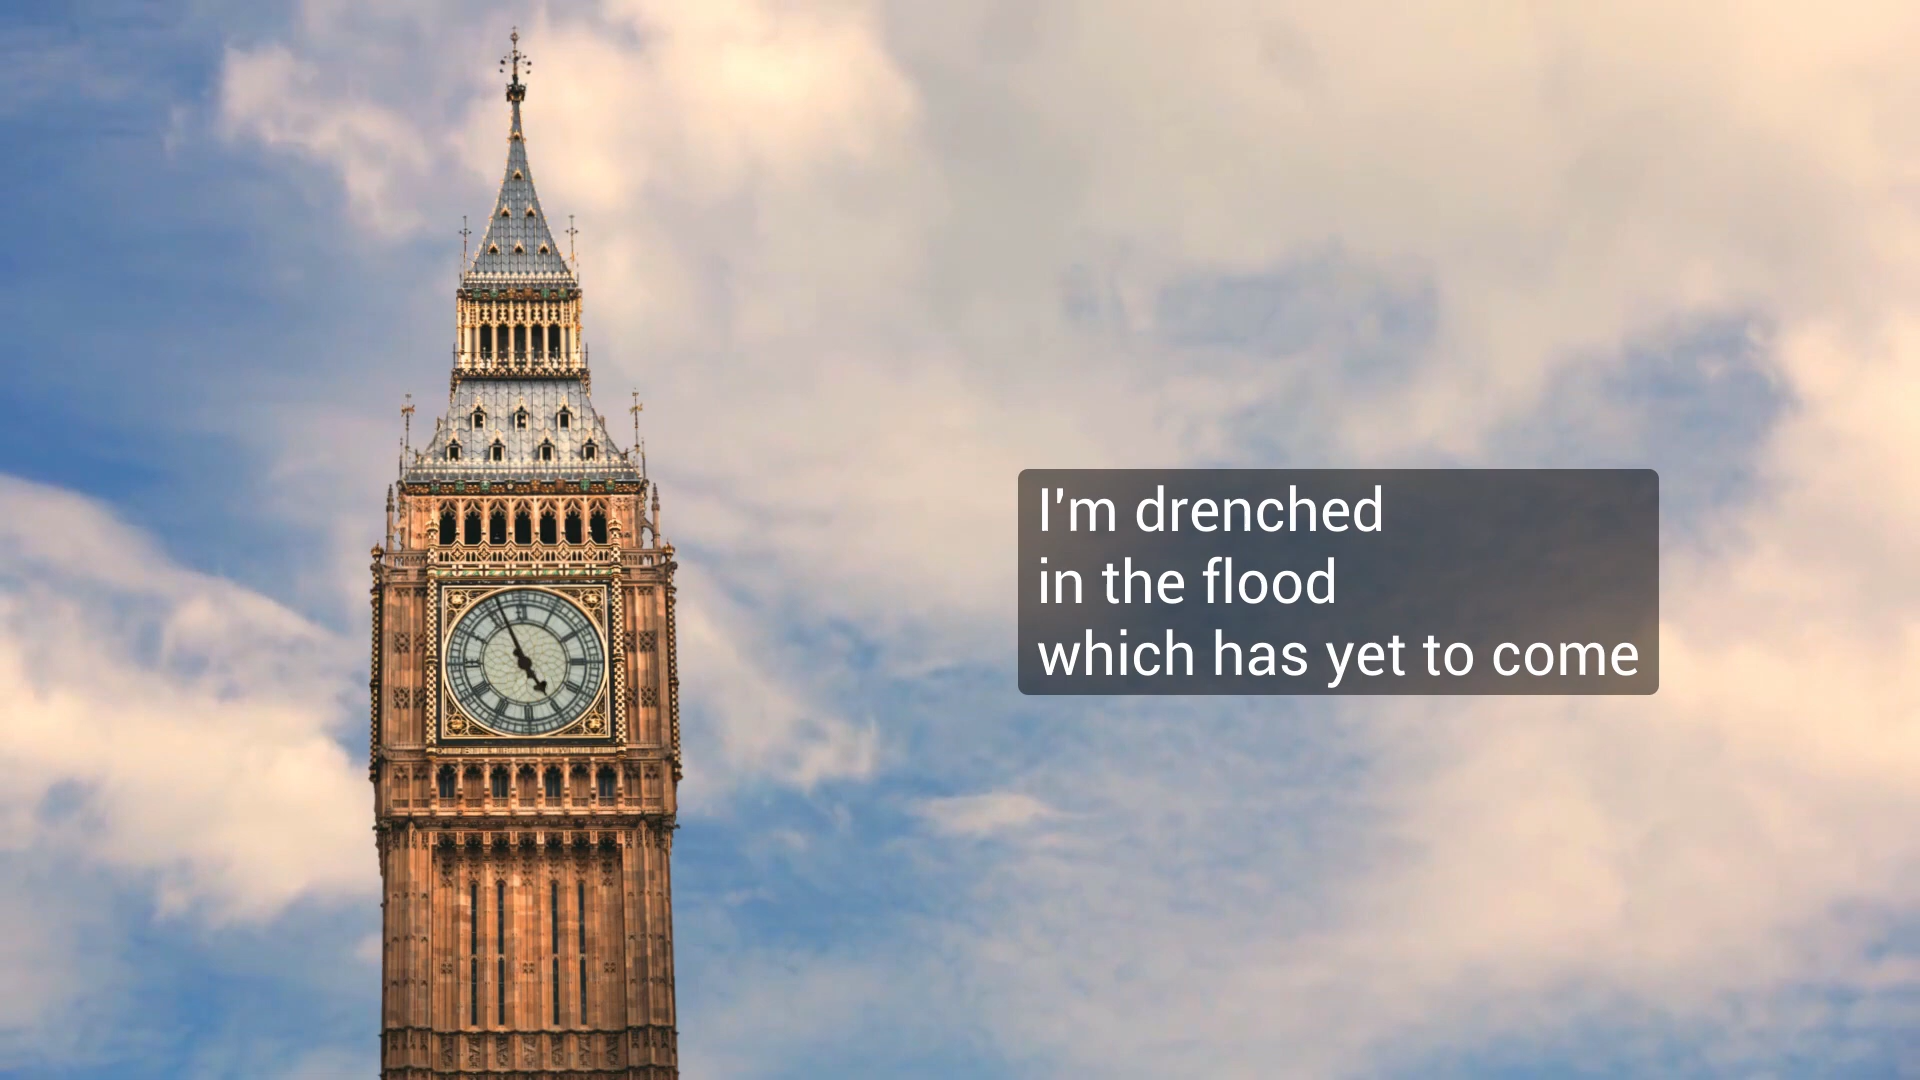 I'm drenched
in the flood
which has yet to come